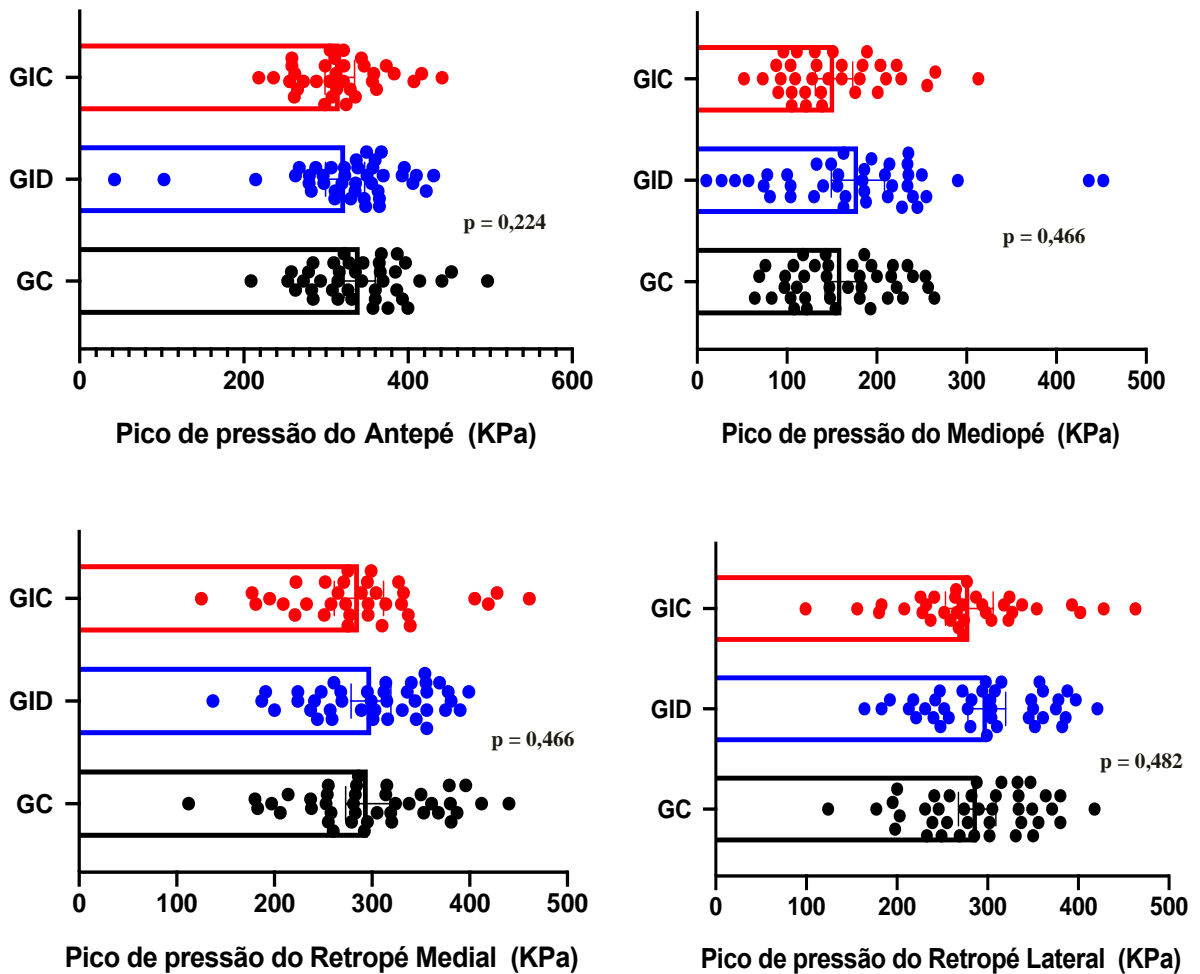 GIC
GID
GC
p = 0,224
0 200 400 600
Pico de pressão do Antepé (KPa)
GIC
GID
GC
p = 0,466
0 100 200 300 400 500
Pico de pressão do Mediopé (KPa)
GIC
GID
GC
p = 0,466
0 100 200 300 400 500
Pico de pressão do Retropé Medial (KPa)
GIC
GID
GC
p = 0,482
0 100 200 300 400 500
Pico de pressão do Retropé Lateral (KPa)